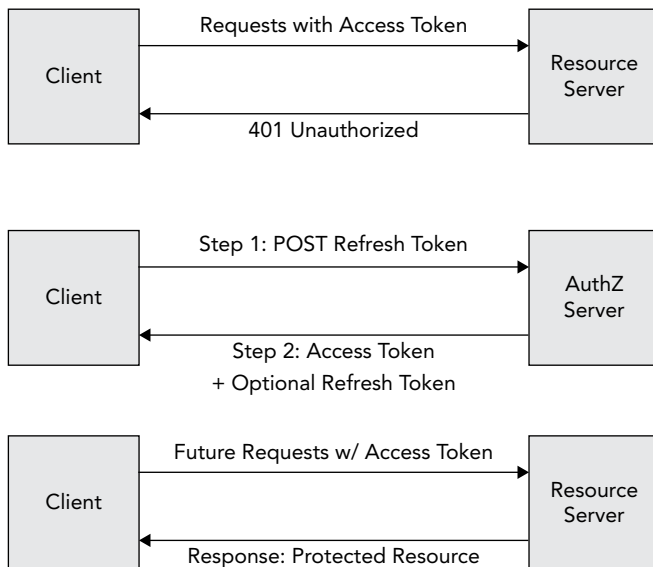 Requests with Access Token
Client
Resource
Server
401 Unauthorized
Step 1: POST Refresh Token
Client
AuthZ
Server
Step 2: Access Token
+ Optional Refresh Token
Future Requests w/ Access Token
Client
Resource
Server
Response: Protected Resource